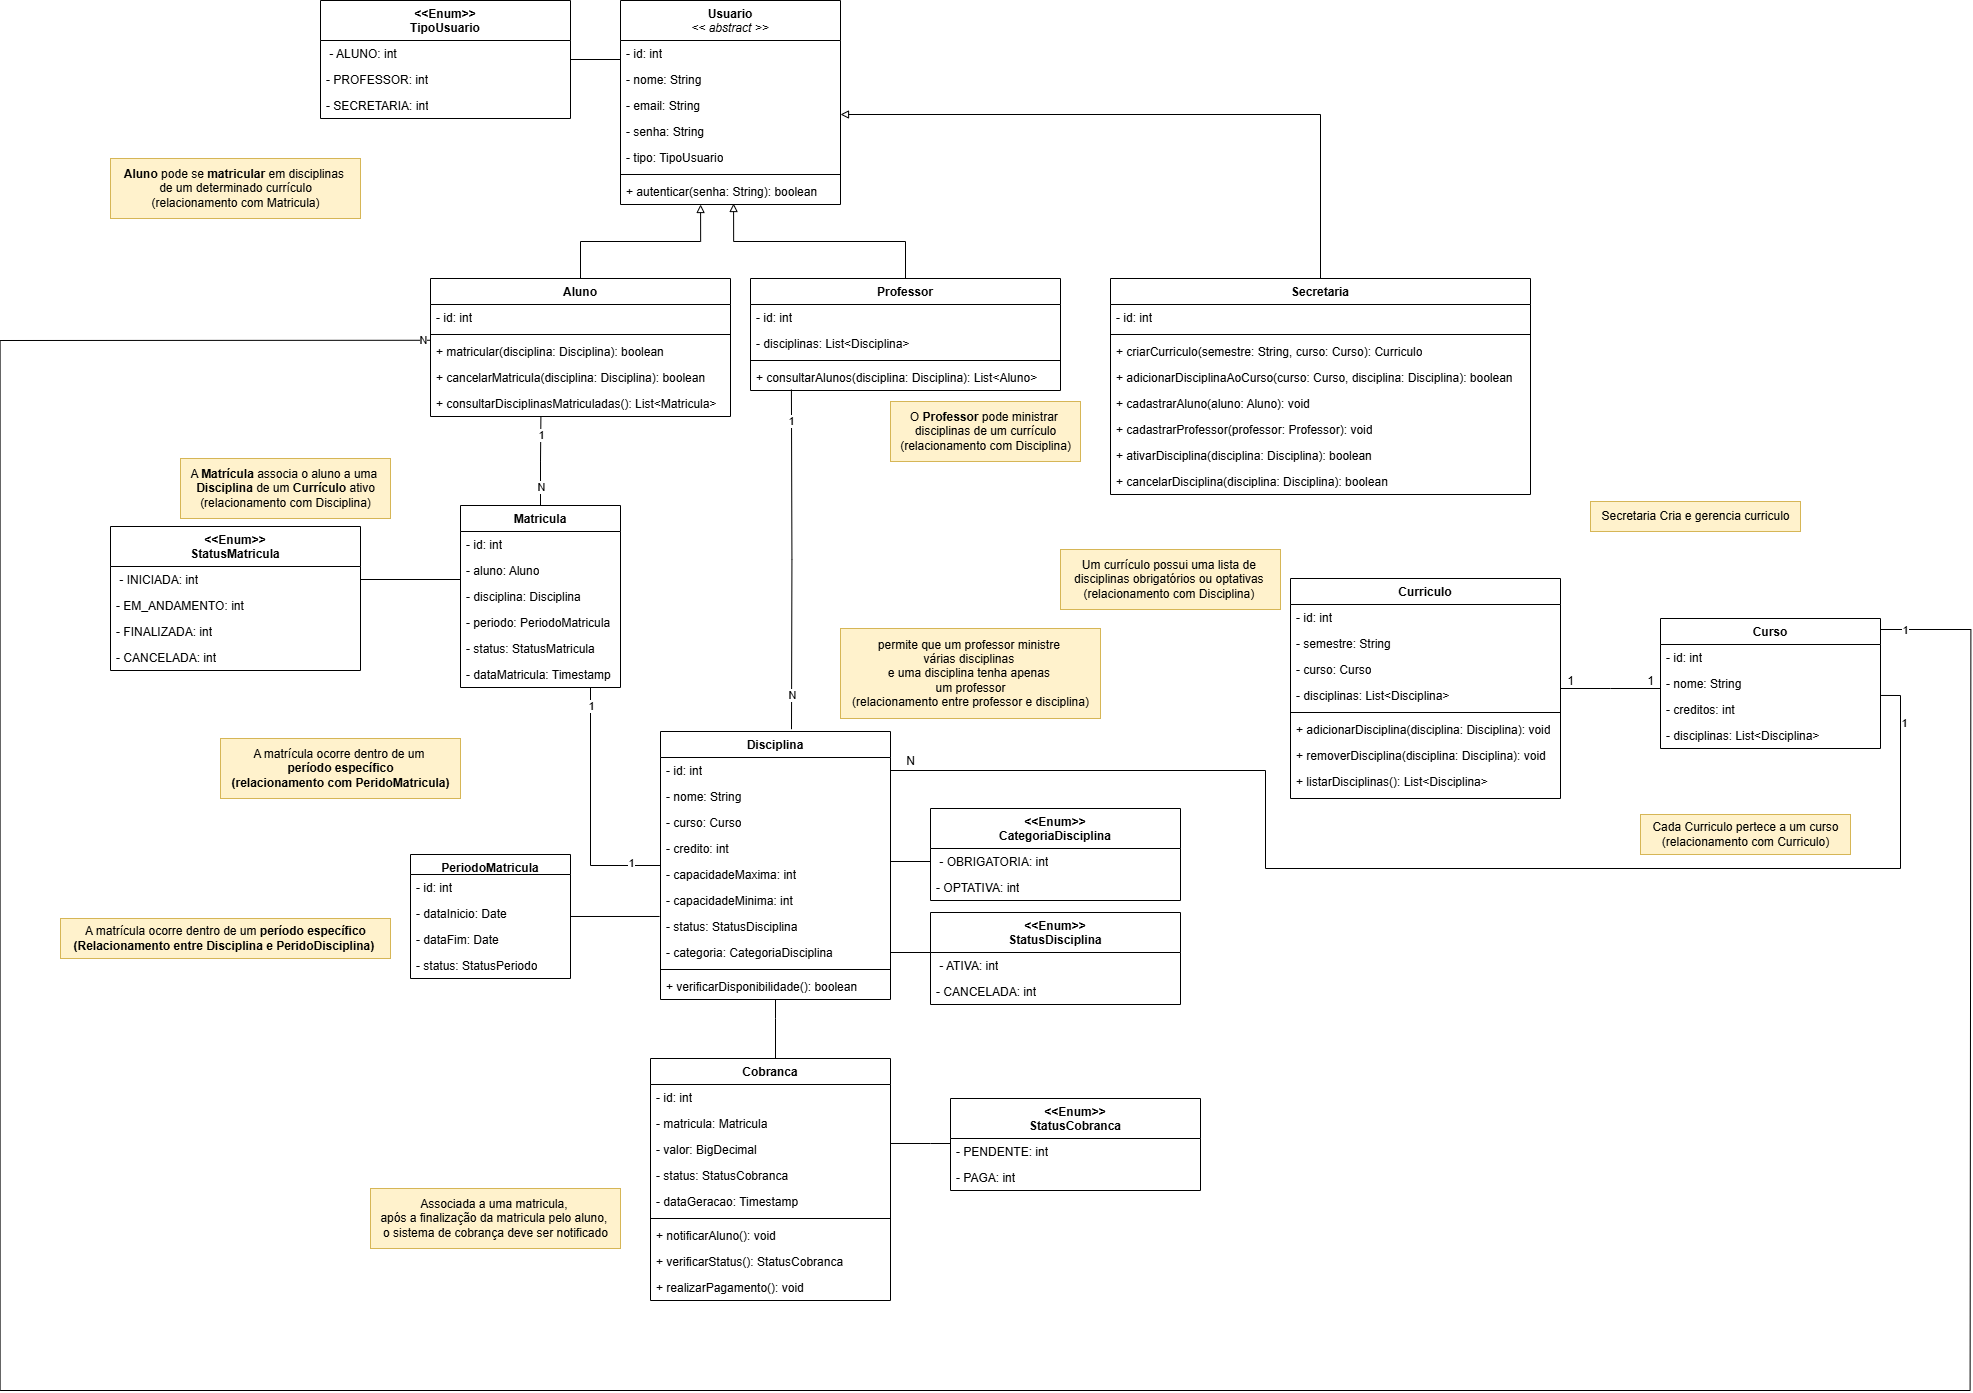 <<Enum>>
TipoUsuario
- ALUNO: int
- PROFESSOR: int
- SECRETARIA: int
Usuario
<< abstract >>
- id: int
- nome: String
- email: String
- senha: String
- tipo: TipoUsuario
+ autenticar(senha: String): boolean
Aluno pode se matricular em disciplinas
de um determinado currículo
(relacionamento com Matricula)
Aluno
- id: int
+ matricular(disciplina: Disciplina): boolean
+ cancelarMatricula(disciplina: Disciplina): boolean
+ consultarDisciplinasMatriculadas(): List<Matricula>
N
1
N
Professor
- id: int
- disciplinas: List<Disciplina>
+ consultarAlunos(disciplina: Disciplina): List<Aluno>
1
N
O Professor pode ministrar
disciplinas de um currículo
(relacionamento com Disciplina)
Secretaria
- id: int
+ criarCurriculo(semestre: String, curso: Curso): Curriculo
+ adicionarDisciplinaAoCurso(curso: Curso, disciplina: Disciplina): boolean
+ cadastrarAluno(aluno: Aluno): void
+ cadastrarProfessor(professor: Professor): void
+ ativarDisciplina(disciplina: Disciplina): boolean
+ cancelarDisciplina(disciplina: Disciplina): boolean
A Matrícula associa o aluno a uma
Disciplina de um Currículo ativo
(relacionamento com Disciplina)
<<Enum>>
StatusMatricula
- INICIADA: int
- EM_ANDAMENTO: int
- FINALIZADA: int
- CANCELADA: int
Matricula
- id: int
- aluno: Aluno
- disciplina: Disciplina
- periodo: PeriodoMatricula
- status: StatusMatricula
- dataMatricula: Timestamp
1
1
Secretaria Cria e gerencia curriculo
Um currículo possui uma lista de
disciplinas obrigatórios ou optativas
(relacionamento com Disciplina)
Curriculo
- id: int
- semestre: String
- curso: Curso
- disciplinas: List<Disciplina>
+ adicionarDisciplina(disciplina: Disciplina): void
+ removerDisciplina(disciplina: Disciplina): void
+ listarDisciplinas(): List<Disciplina>
1
1
Curso
- id: int
- nome: String
- creditos: int
- disciplinas: List<Disciplina>
1
1
permite que um professor ministre
várias disciplinas
e uma disciplina tenha apenas
um professor
(relacionamento entre professor e disciplina)
A matrícula ocorre dentro de um
período específico
(relacionamento com PeridoMatricula)
Disciplina
- id: int
- nome: String
- curso: Curso
- credito: int
- capacidadeMaxima: int
- capacidadeMinima: int
- status: StatusDisciplina
- categoria: CategoriaDisciplina
+ verificarDisponibilidade(): boolean
N
<<Enum>>
CategoriaDisciplina
- OBRIGATORIA: int
- OPTATIVA: int
Cada Curriculo pertece a um curso
(relacionamento com Curriculo)
PeriodoMatricula
- id: int
- dataInicio: Date
- dataFim: Date
- status: StatusPeriodo
A matrícula ocorre dentro de um período específico
(Relacionamento entre Disciplina e PeridoDisciplina)
<<Enum>>
StatusDisciplina
- ATIVA: int
- CANCELADA: int
Cobranca
- id: int
- matricula: Matricula
- valor: BigDecimal
- status: StatusCobranca
- dataGeracao: Timestamp
+ notificarAluno(): void
+ verificarStatus(): StatusCobranca
+ realizarPagamento(): void
<<Enum>>
StatusCobranca
- PENDENTE: int
- PAGA: int
Associada a uma matricula,
após a finalização da matricula pelo aluno,
o sistema de cobrança deve ser notificado